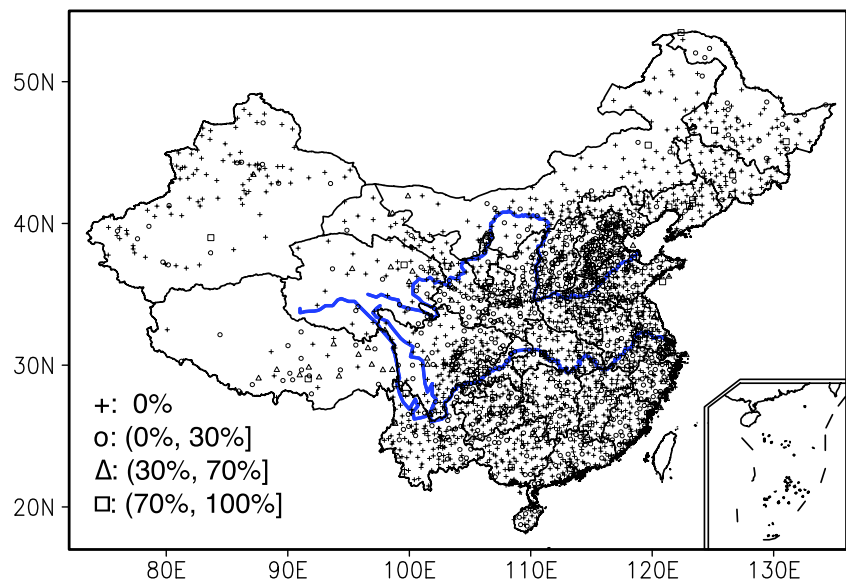 50N
40N
30N
20N
+: 0%
o: (0%, 30%]
Δ: (30%, 70%]
□: (70%, 100%]
80E 90E 100E 110E 120E 130E